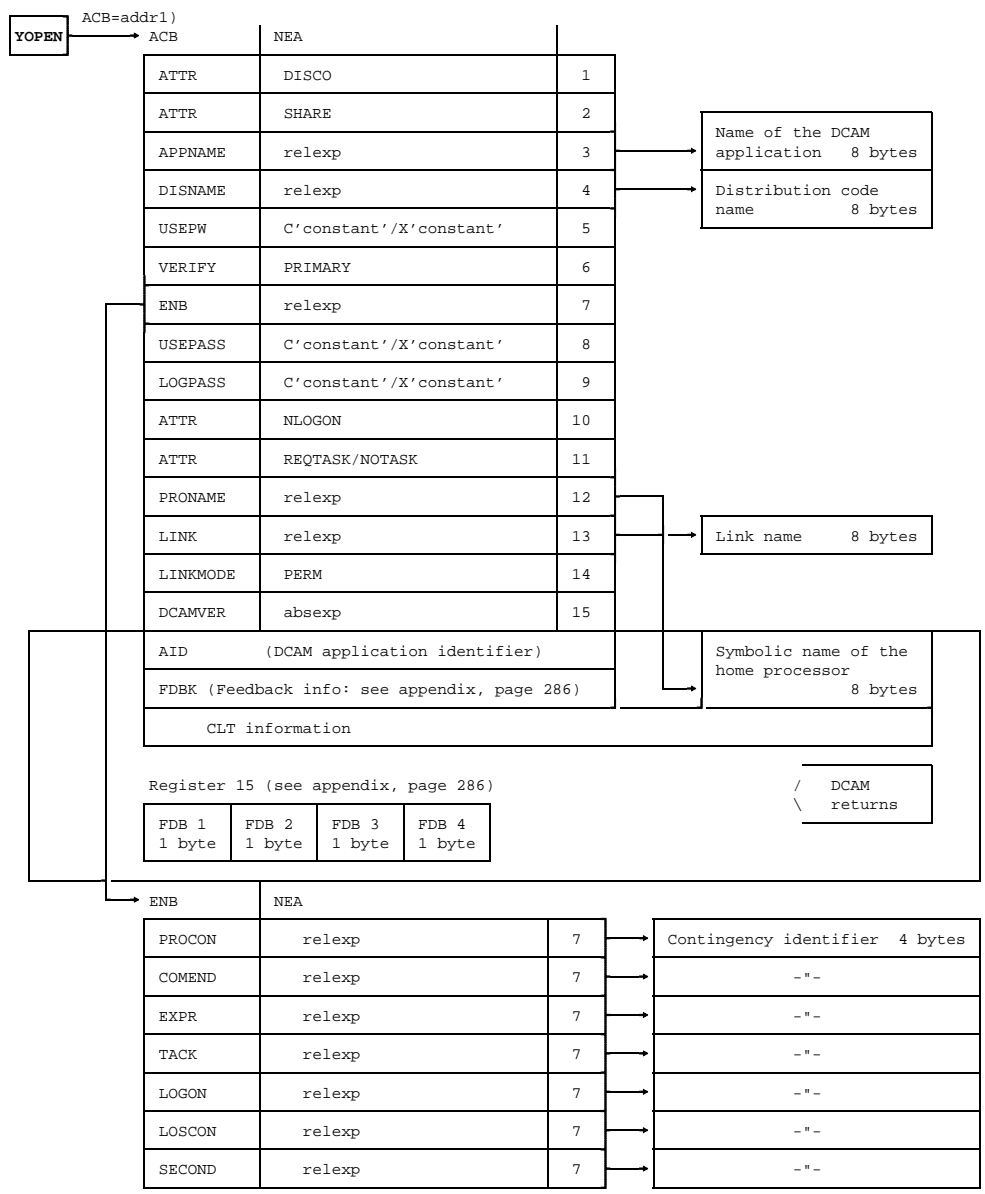 ACB=addr1)
YOPEN ACB NEA
ATTR DISCO 1
ATTR SHARE 2
Name of the DCAM
APPNAME relexp 3 application 8 bytes
DISNAME relexp 4 Distribution code
name 8 bytes
USEPW C'constant'/X'constant' 5
VERIFY PRIMARY 6
ENB relexp 7
USEPASS C'constant'/X'constant' 8
LOGPASS C'constant'/X'constant' 9
ATTR NLOGON 10
ATTR REQTASK/NOTASK 11
PRONAME relexp 12
LINK relexp 13 Link name 8 bytes
LINKMODE PERM 14
DCAMVER absexp 15
AID (DCAM application identifier) Symbolic name of the
home processor
FDBK (Feedback info: see appendix, page 286) 8 bytes
CLT information
Register 15 (see appendix, page 286) / DCAM
\ returns
FDB 1 FDB 2 FDB 3 FDB 4
1 byte 1 byte 1 byte 1 byte
ENB NEA
PROCON relexp 7 Contingency identifier 4 bytes
COMEND relexp 7 -"-
EXPR relexp 7 -"-
TACK relexp 7 -"-
LOGON relexp 7 -"-
LOSCON relexp 7 -"-
SECOND relexp 7 -"-